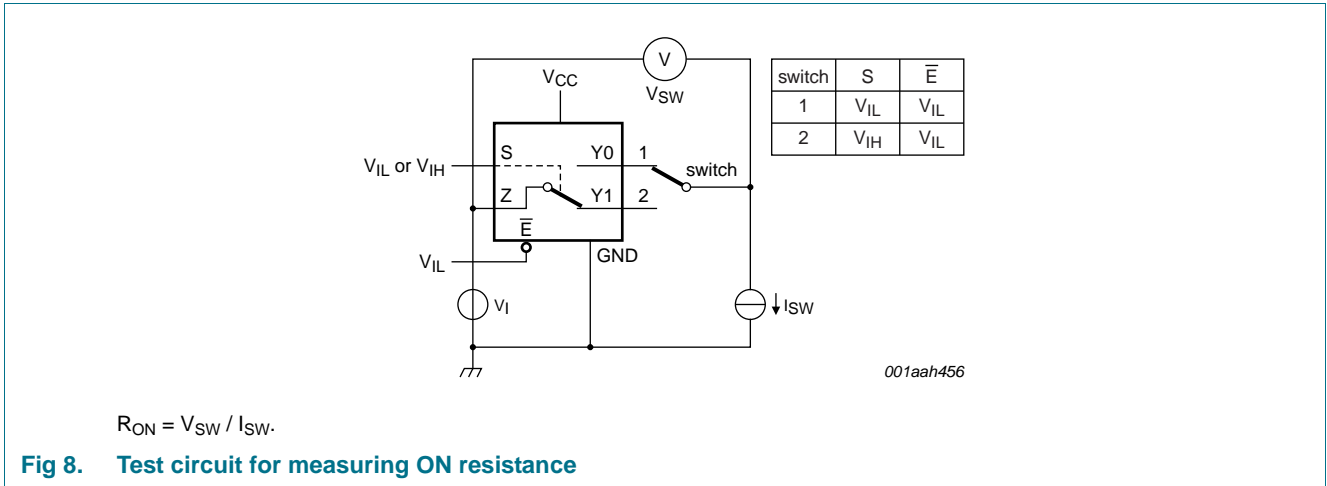 V
VSW
VCC
switch S E̅
1 VIL VIL
2 VIH VIL
VIL or VIH
S Y0 1
switch
Z Y1 2
E̅
GND
VIL
VI
ISW
001aah456
RON = VSW / ISW.
Fig 8. Test circuit for measuring ON resistance